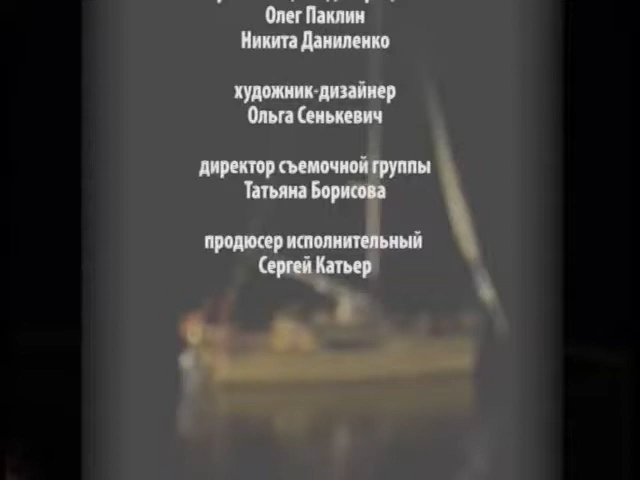 Олег Паклин
Никита Даниленко
художник-дизайнер
Ольга Сенькевич
директор съемочной группы
Татьяна Борисова
продюсер исполнительный
Сергей Катьер